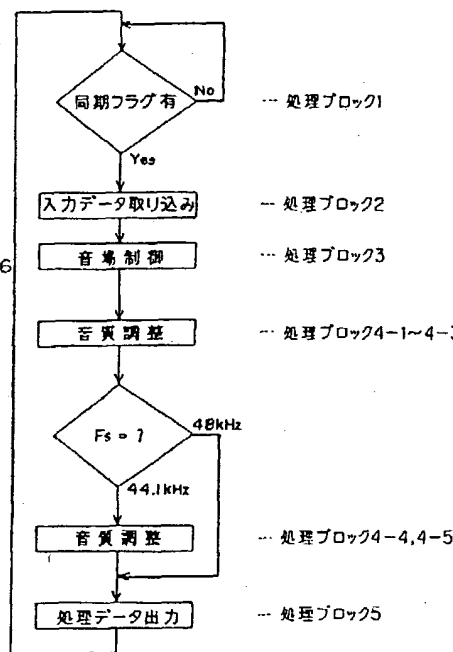 同期フラグ有
No
… 処理ブロック1
Yes
入力データ取り込み
… 処理ブロック2
音場制御
… 処理ブロック3
6
音質調整
… 処理ブロック4-1~4-3
Fs = ?
48kHz
44.1kHz
音質調整
… 処理ブロック4-4,4-5
処理データ出力
… 処理ブロック5